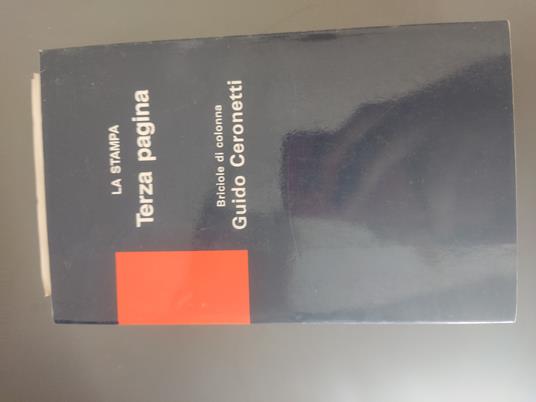 LA STAMPA
Terza pagina
Briciole di colonna
Guido Ceronetti